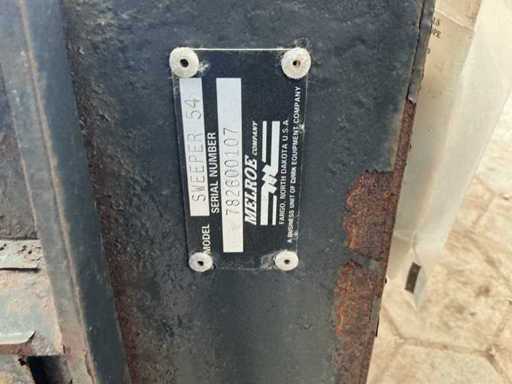 MODEL SWEEPER 54
SERIAL NUMBER
782600107
MELROE COMPANY
FARGO, NORTH DAKOTA U.S.A.
A BUSINESS UNIT OF CLARK EQUIPMENT COMPANY